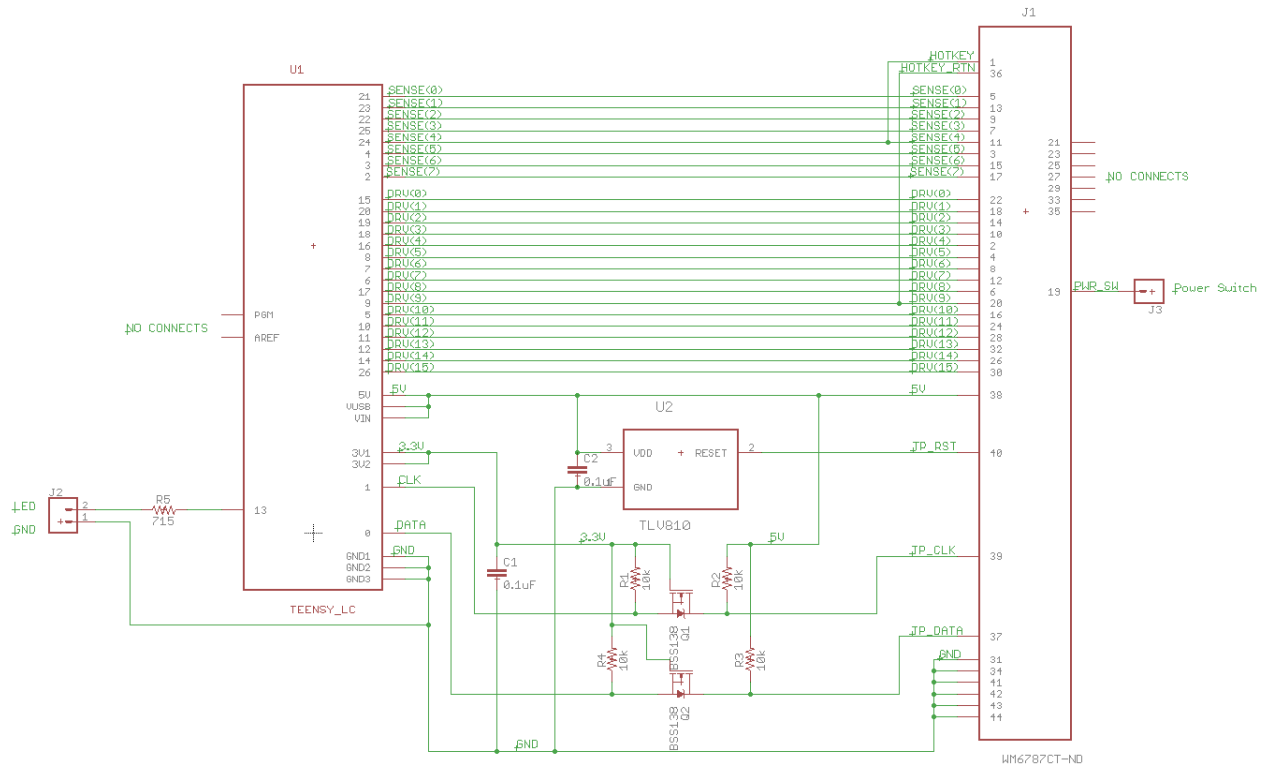 J1
U1
HOTKEY
HOTKEY_RTN
1
36
SENSE(0)
SENSE(1)
SENSE(2)
SENSE(3)
SENSE(4)
SENSE(5)
SENSE(6)
SENSE(7)
21
23
22
25
24
4
3
2
SENSE(0)
SENSE(1)
SENSE(2)
SENSE(3)
SENSE(4)
SENSE(5)
SENSE(6)
SENSE(7)
5
13
9
7
11
3
15
17
21
23
25
27
29
33
35
NO CONNECTS
15
20
19
18
16
8
7
6
17
9
5
10
11
12
14
26
DRV(0)
DRV(1)
DRV(2)
DRV(3)
DRV(4)
DRV(5)
DRV(6)
DRV(7)
DRV(8)
DRV(9)
DRV(10)
DRV(11)
DRV(12)
DRV(13)
DRV(14)
DRV(15)
DRV(0)
DRV(1)
DRV(2)
DRV(3)
DRV(4)
DRV(5)
DRV(6)
DRV(7)
DRV(8)
DRV(9)
DRV(10)
DRV(11)
DRV(12)
DRV(13)
DRV(14)
DRV(15)
22
18
14
10
2
4
8
12
6
20
16
24
28
32
26
30
19
PWR_SW
Power Switch
J3
NO CONNECTS
PGM
AREF
5V
VUSB
VIN
5V
5V
38
U2
3V1
3V2
3.3V
C2
0.1uF
3
VDD
RESET
2
GND
TLV810
TP_RST
40
1
CLK
J2
LED
GND
2
1
R5
715
13
0
DATA
GND1
GND2
GND3
GND
C1
0.1uF
3.3V
5V
R1
10k
R2
10k
BSS138
Q1
TP_CLK
39
R4
10k
R3
10k
BSS138
Q2
TP_DATA
37
GND
31
34
41
42
43
44
TEENSY_LC
GND
WM6787CT-ND